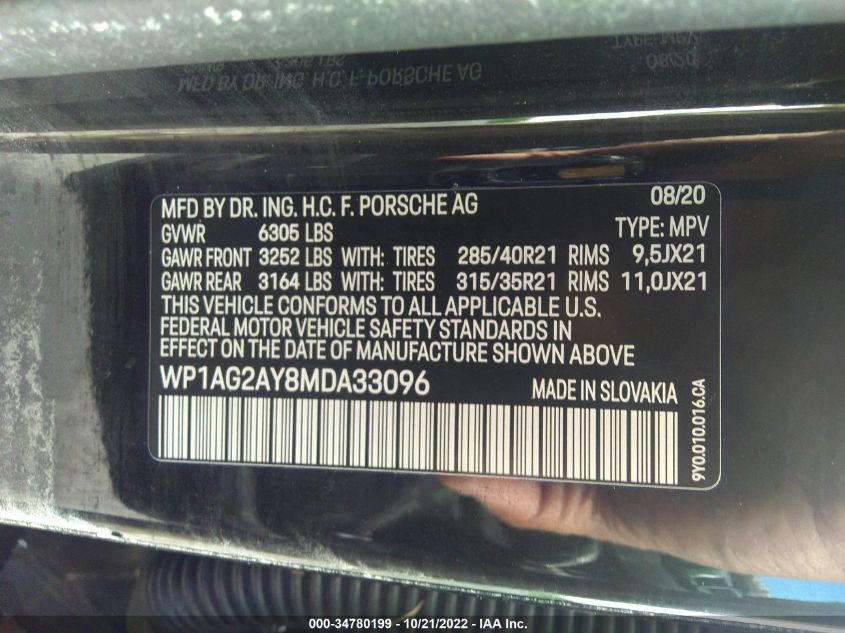 MFD BY DR. ING. H.C. F. PORSCHE AG 08/20
GVWR 6305 LBS TYPE: MPV
GAWR FRONT 3252 LBS WITH: TIRES 285/40R21 RIMS 9,5JX21
GAWR REAR 3164 LBS WITH: TIRES 315/35R21 RIMS 11,0JX21
THIS VEHICLE CONFORMS TO ALL APPLICABLE U.S.
FEDERAL MOTOR VEHICLE SAFETY STANDARDS IN
EFFECT ON THE DATE OF MANUFACTURE SHOWN ABOVE
WP1AG2AY8MDA33096 MADE IN SLOVAKIA
9Y0.010.016.CA
000-34780199 - 10/21/2022 - IAA Inc.